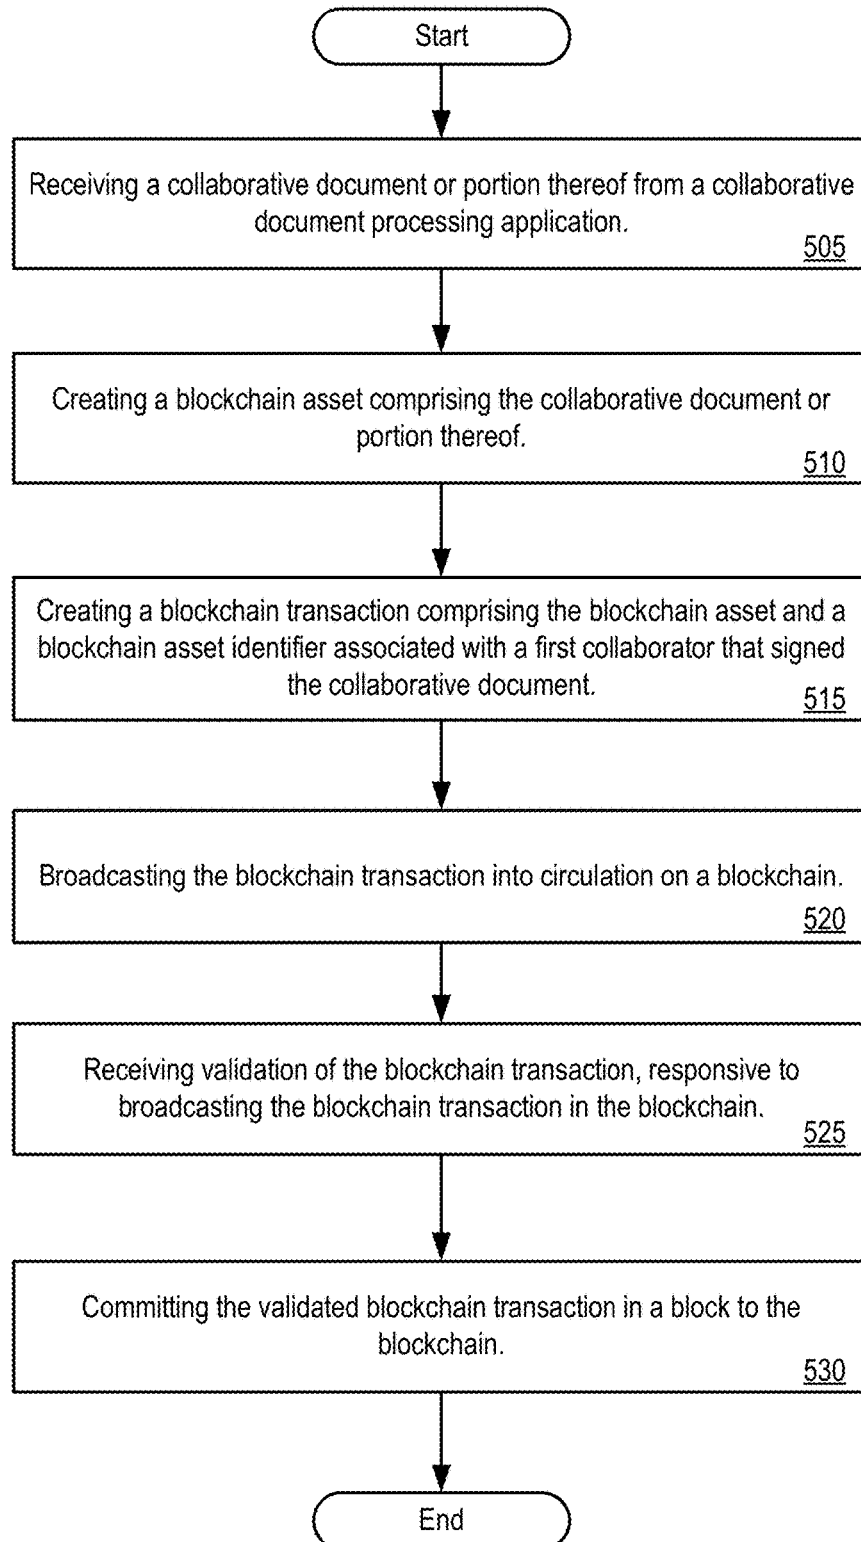 Start
Receiving a collaborative document or portion thereof from a collaborative
document processing application.
505
Creating a blockchain asset comprising the collaborative document or
portion thereof.
510
Creating a blockchain transaction comprising the blockchain asset and a
blockchain asset identifier associated with a first collaborator that signed
the collaborative document.
515
Broadcasting the blockchain transaction into circulation on a blockchain.
520
Receiving validation of the blockchain transaction, responsive to
broadcasting the blockchain transaction in the blockchain.
525
Committing the validated blockchain transaction in a block to the
blockchain.
530
End